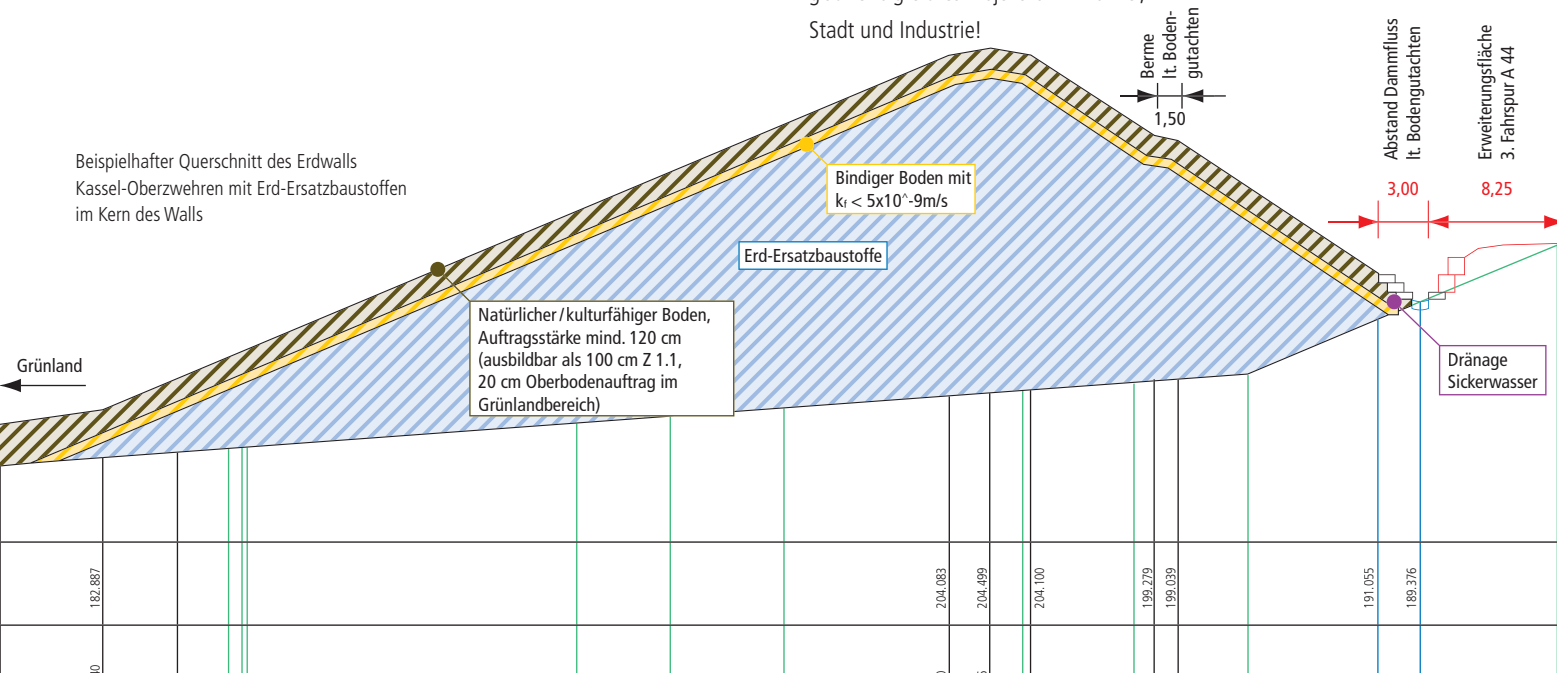 Stadt und Industrie!
Berme
lt. Boden-
gutachten
1,50
Abstand Dammfluss
lt. Bodengutachten
Erweiterungsfläche
3. Fahrspur A 44
3,00
8,25
Beispielhafter Querschnitt des Erdwalls
Kassel-Oberzwehren mit Erd-Ersatzbaustoffen
im Kern des Walls
Bindiger Boden mit
kf < 5x10^-9m/s
Erd-Ersatzbaustoffe
Natürlicher/kulturfähiger Boden,
Auftragsstärke mind. 120 cm
(ausbildbar als 100 cm Z 1.1,
20 cm Oberbodenauftrag im
Grünlandbereich)
Grünland
Dränage
Sickerwasser
182.887
204.083
204.499
204.100
199.279
199.039
191.055
189.376